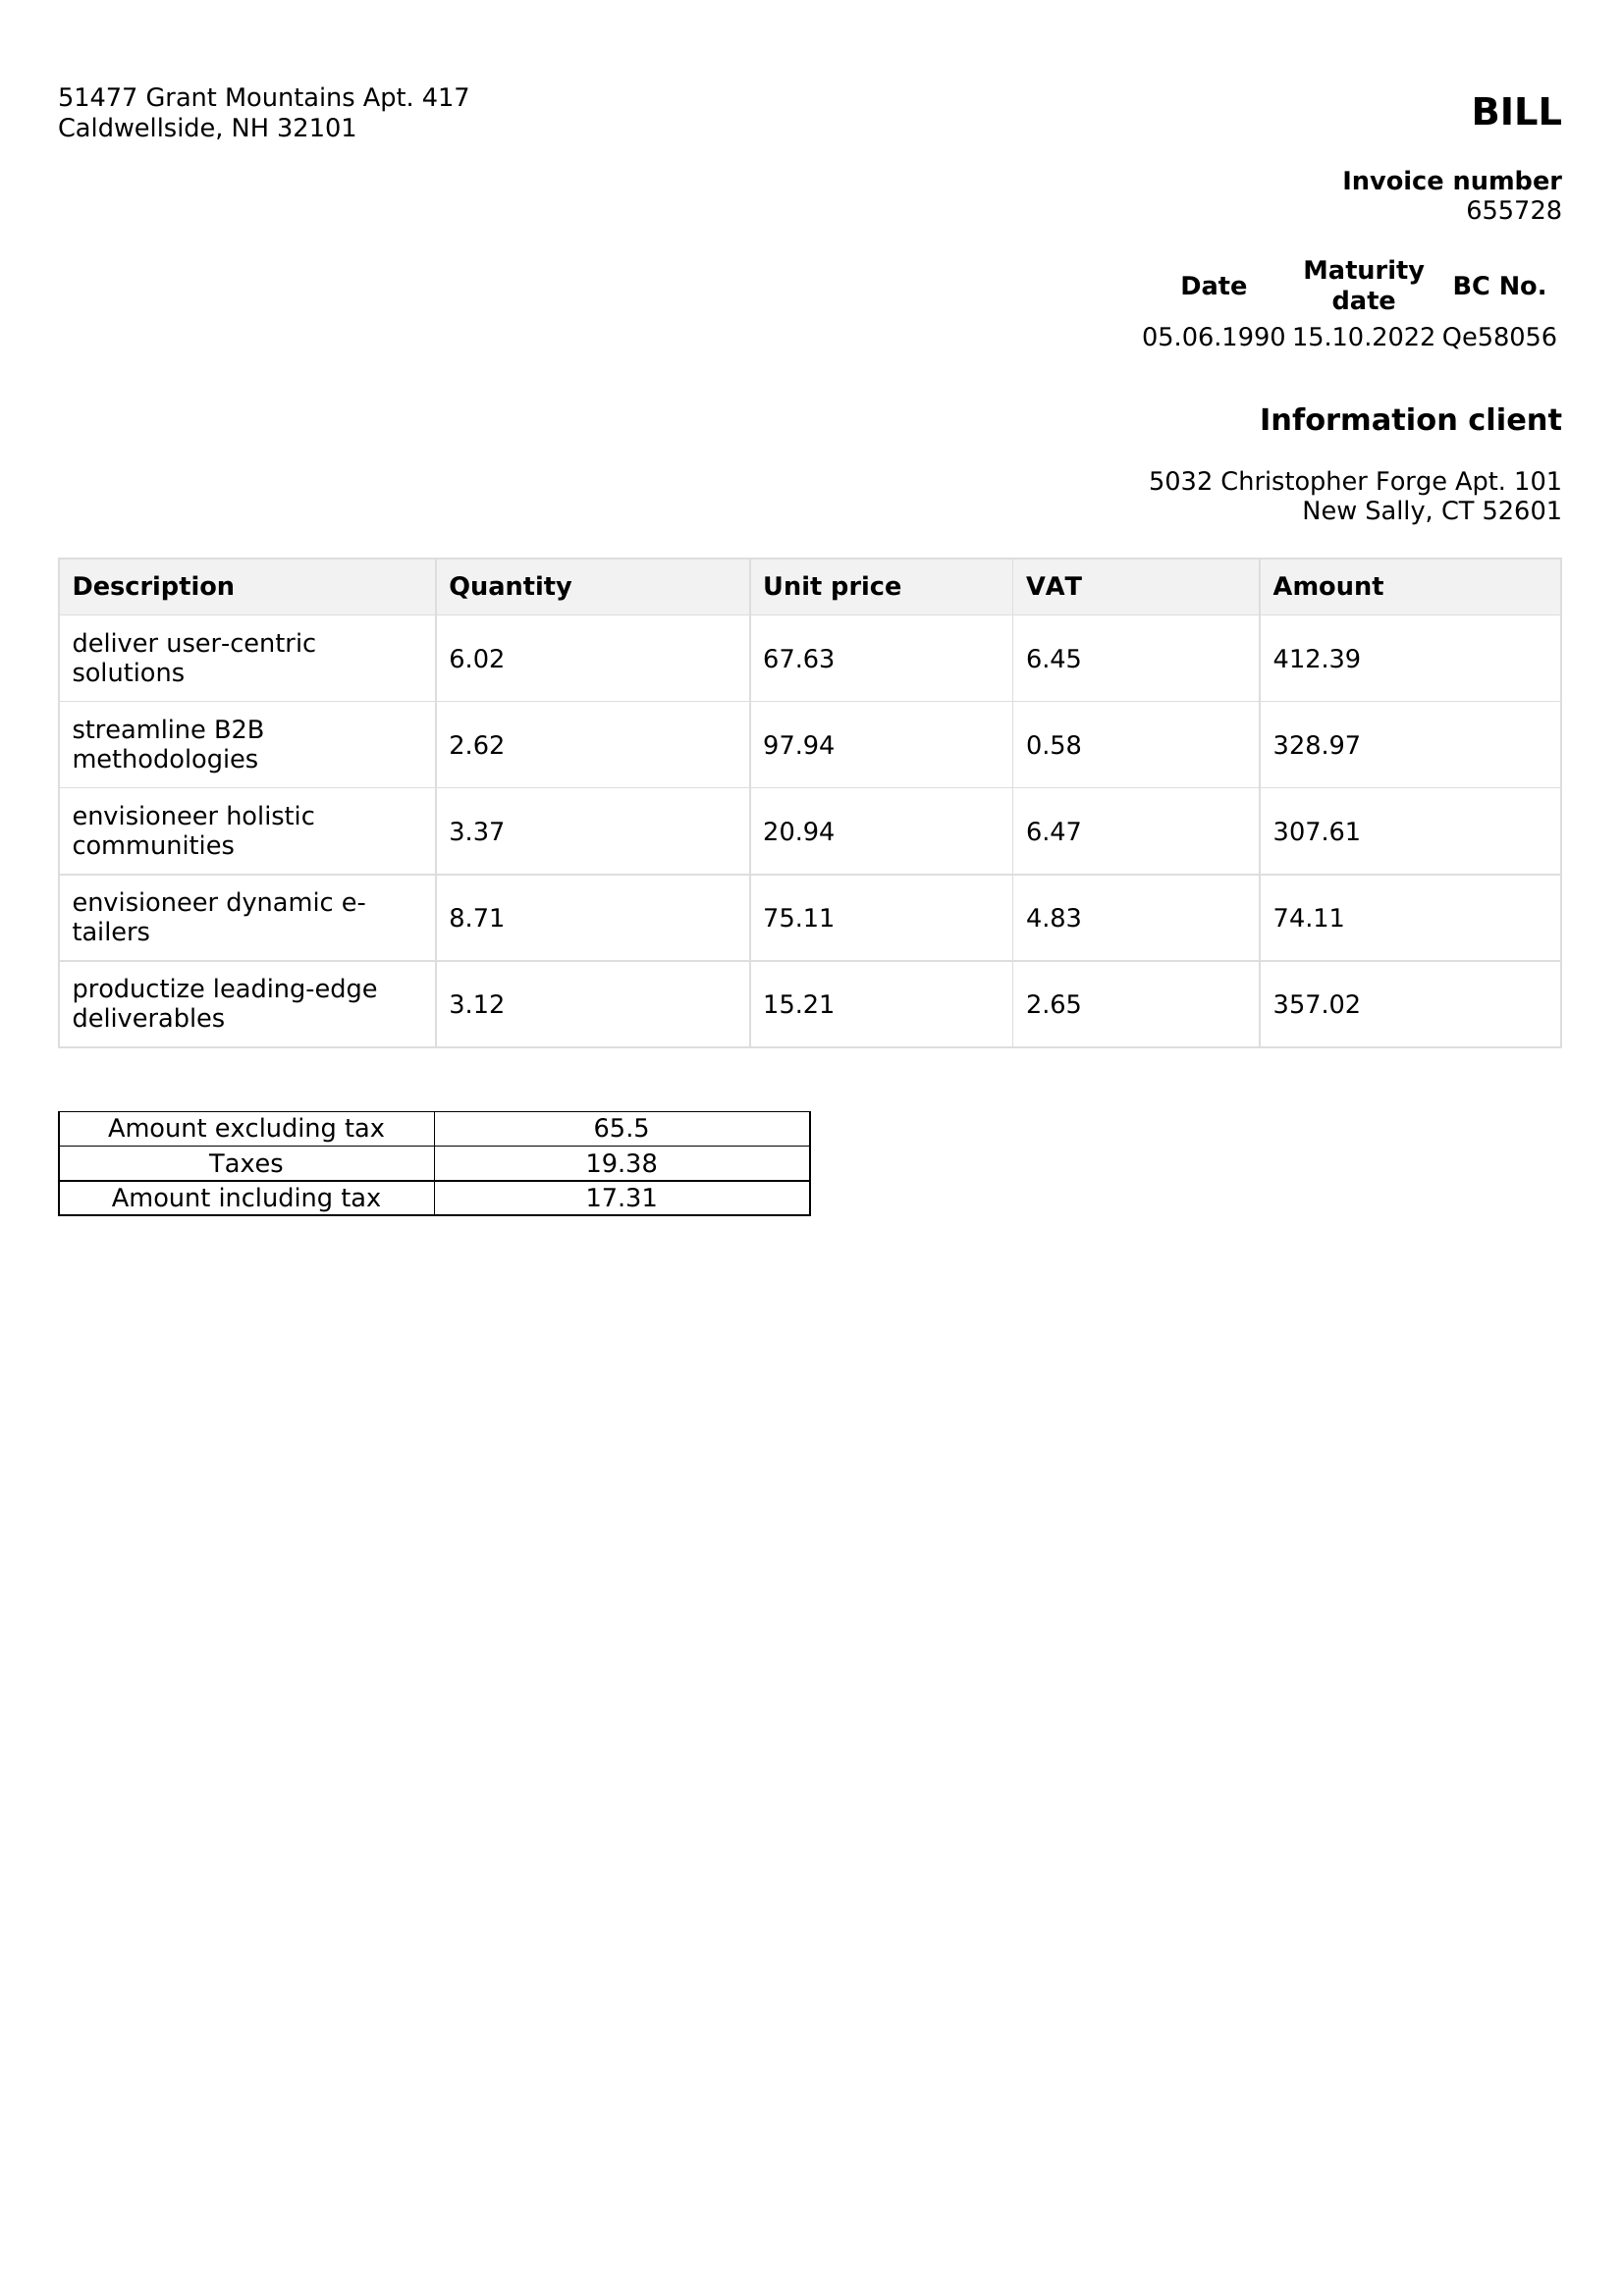 51477 Grant Mountains Apt. 417
Caldwellside, NH 32101
BILL
Invoice number
655728
Date Maturity date BC No.
05.06.1990 15.10.2022 Qe58056
Information client
5032 Christopher Forge Apt. 101
New Sally, CT 52601
Description Quantity Unit price VAT Amount
deliver user-centric
solutions 6.02 67.63 6.45 412.39
streamline B2B
methodologies 2.62 97.94 0.58 328.97
envisioneer holistic
communities 3.37 20.94 6.47 307.61
envisioneer dynamic e-
tailers 8.71 75.11 4.83 74.11
productize leading-edge
deliverables 3.12 15.21 2.65 357.02
Amount excluding tax 65.5
Taxes 19.38
Amount including tax 17.31